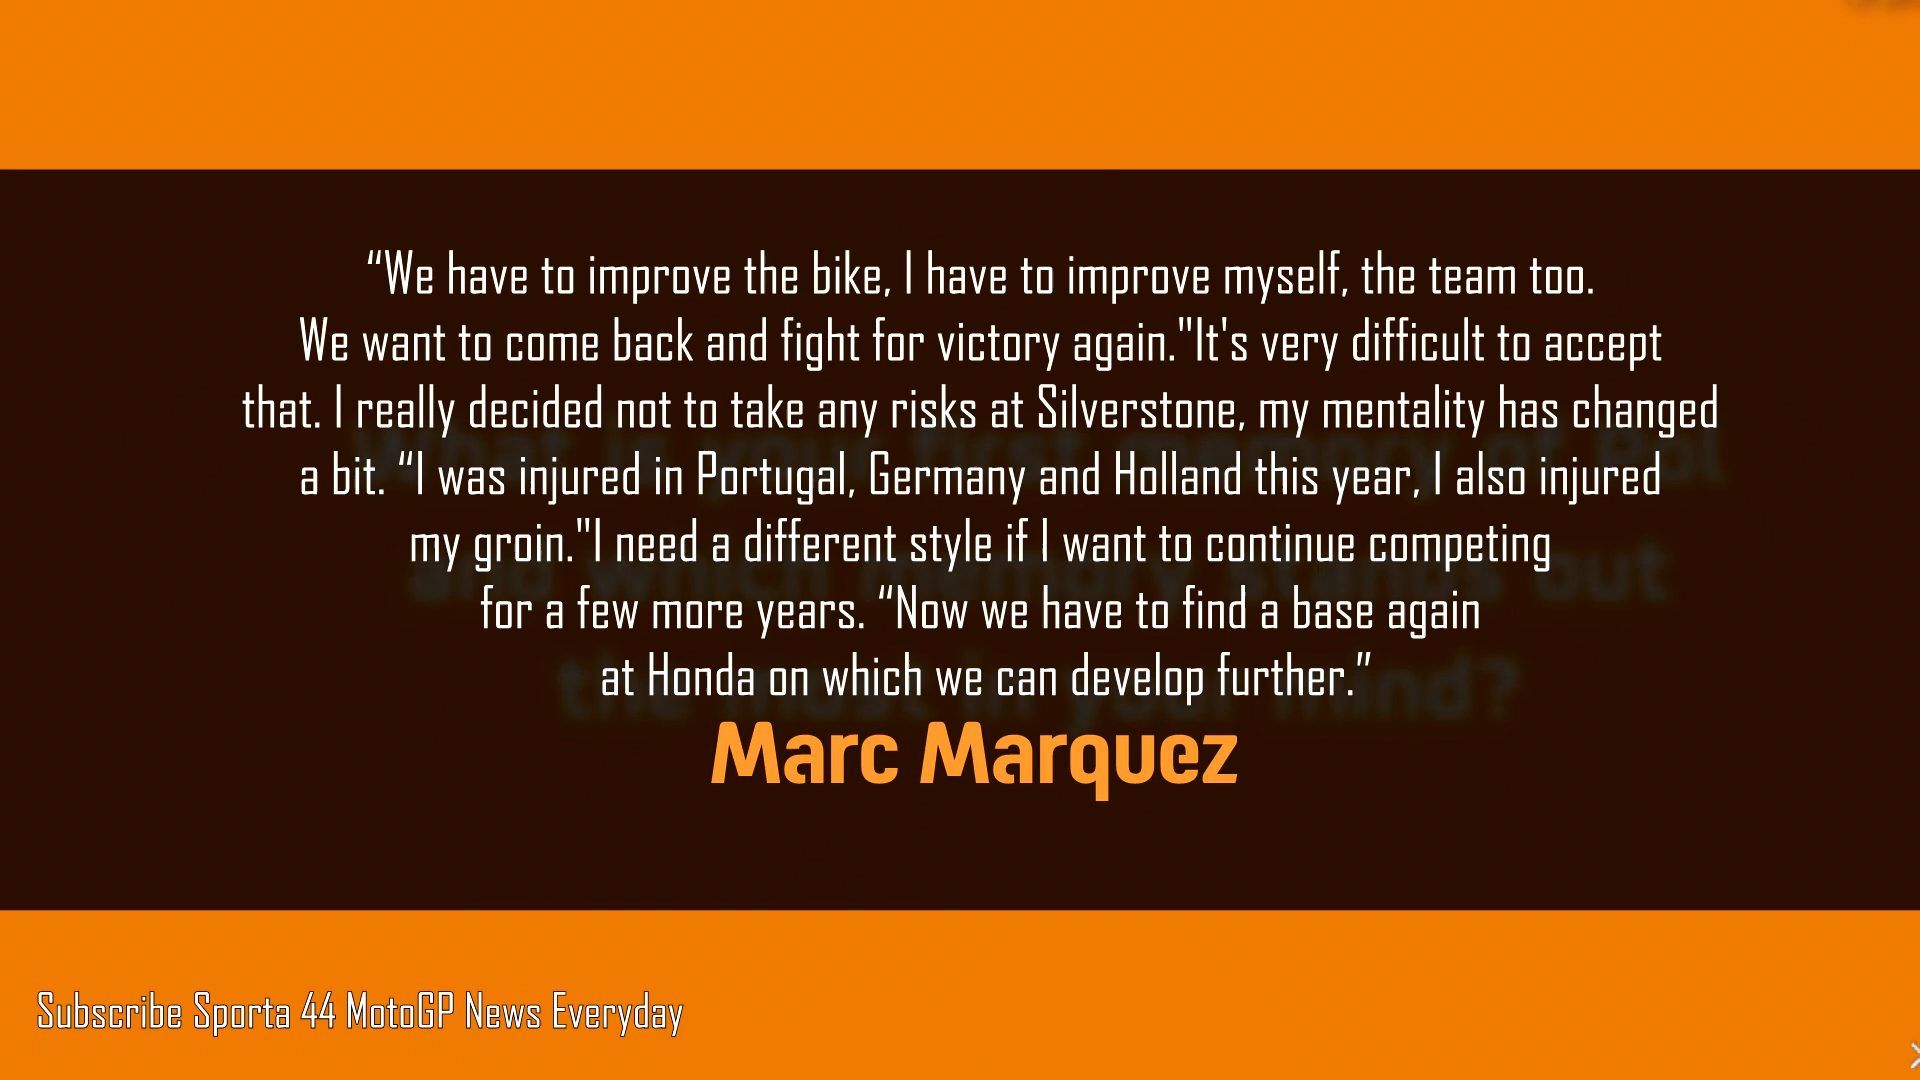 “We have to improve the bike, I have to improve myself, the team too.
We want to come back and fight for victory again."It's very difficult to accept
that. I really decided not to take any risks at Silverstone, my mentality has changed
a bit. “I was injured in Portugal, Germany and Holland this year, I also injured
my groin."I need a different style if I want to continue competing
for a few more years. “Now we have to find a base again
at Honda on which we can develop further.”
Marc Marquez
Subscribe Sporta 44 MotoGP News Everyday